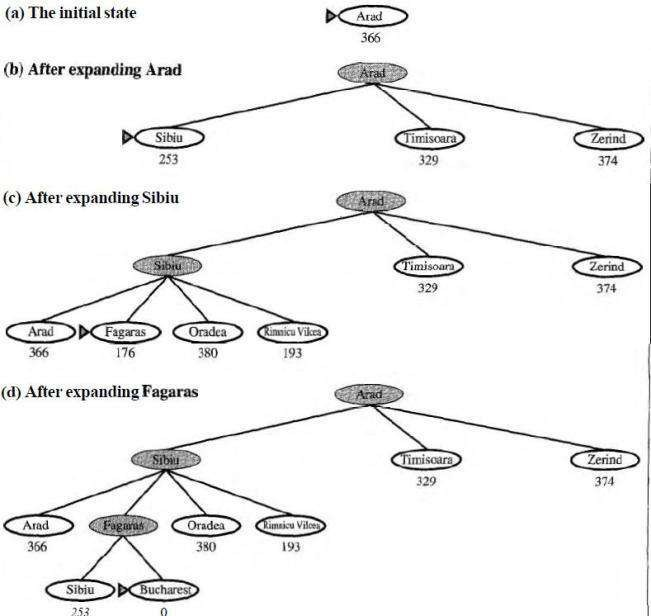 (a) The initial state
Arad
366
(b) After expanding Arad
Arad
Sibiu Timisoara Zerind
253 329 374
(c) After expanding Sibiu
Arad
Sibiu Timisoara Zerind
329 374
Arad Fagaras Oradea Rimnicu Vilcea
366 176 380 193
(d) After expanding Fagaras
Arad
Sibiu Timisoara Zerind
329 374
Arad Fagaras Oradea Rimnicu Vilcea
366 380 193
Sibiu Bucharest
253 0